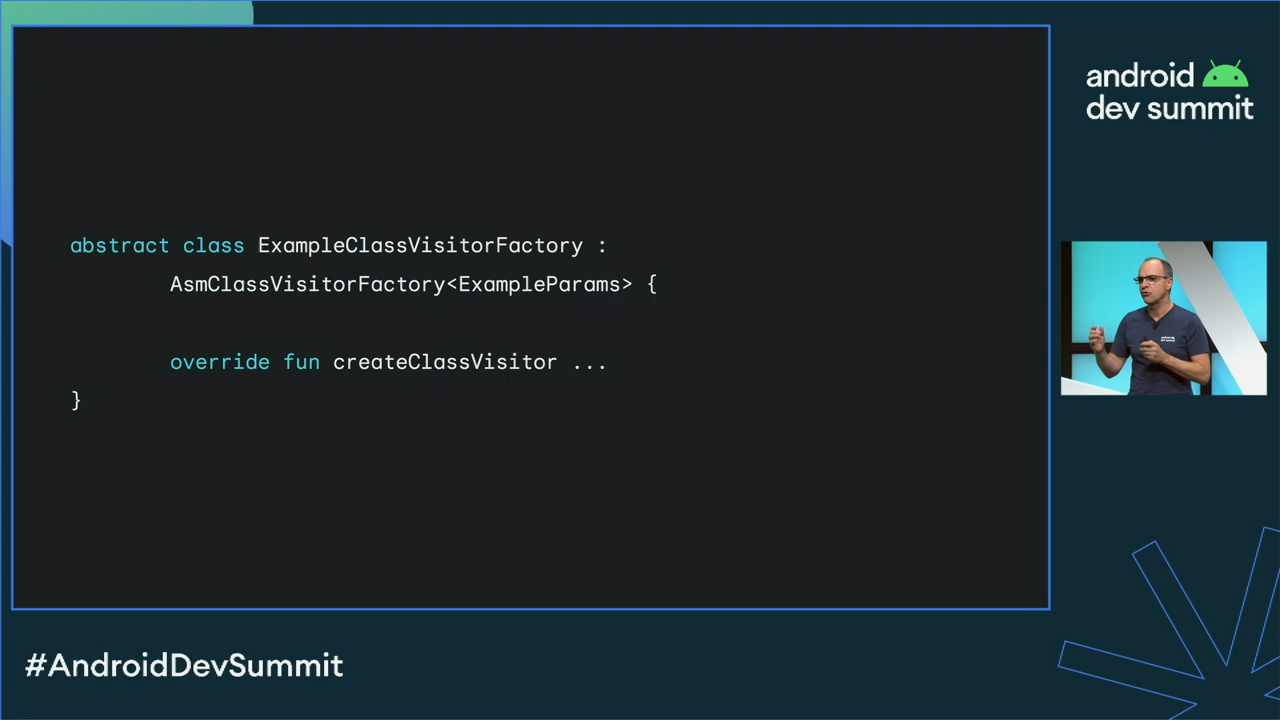 android
dev summit
abstract class ExampleClassVisitorFactory :
AsmClassVisitorFactory<ExampleParams> {
override fun createClassVisitor ...
}
#AndroidDevSummit